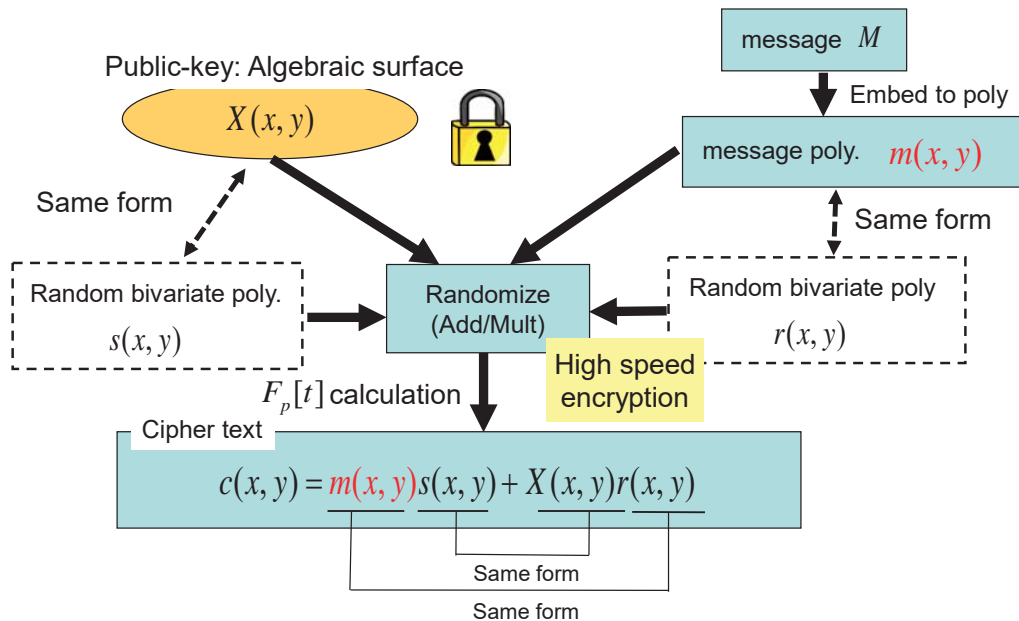 message M
Public-key: Algebraic surface
X(x, y)
Embed to poly
message poly. m(x, y)
Same form
Same form
Random bivariate poly.
s(x, y)
Randomize
(Add/Mult)
Random bivariate poly
r(x, y)
High speed
encryption
F_p[t] calculation
Cipher text
c(x, y) = m(x, y)s(x, y) + X(x, y)r(x, y)
Same form
Same form